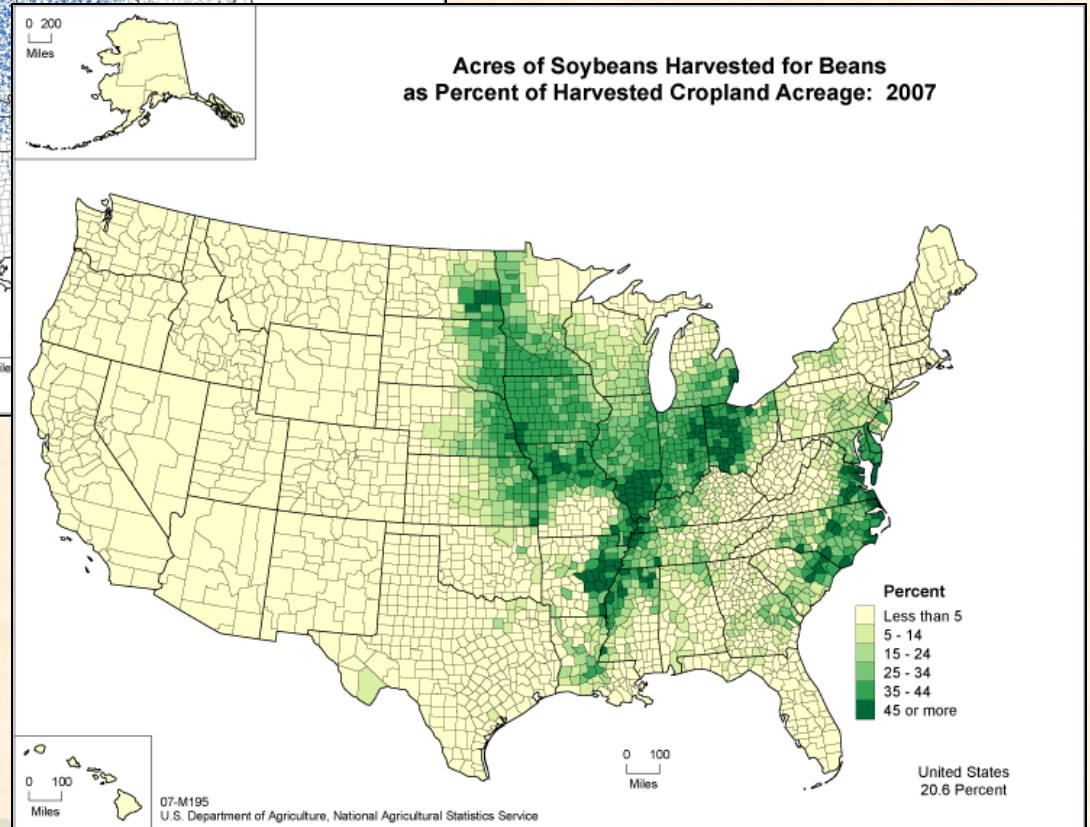 0 200
Miles
Acres of Soybeans Harvested for Beans
as Percent of Harvested Cropland Acreage: 2007
Percent
Less than 5
5 - 14
15 - 24
25 - 34
35 - 44
45 or more
0 100
Miles
0 100
Miles
07-M195
U.S. Department of Agriculture, National Agricultural Statistics Service
United States
20.6 Percent